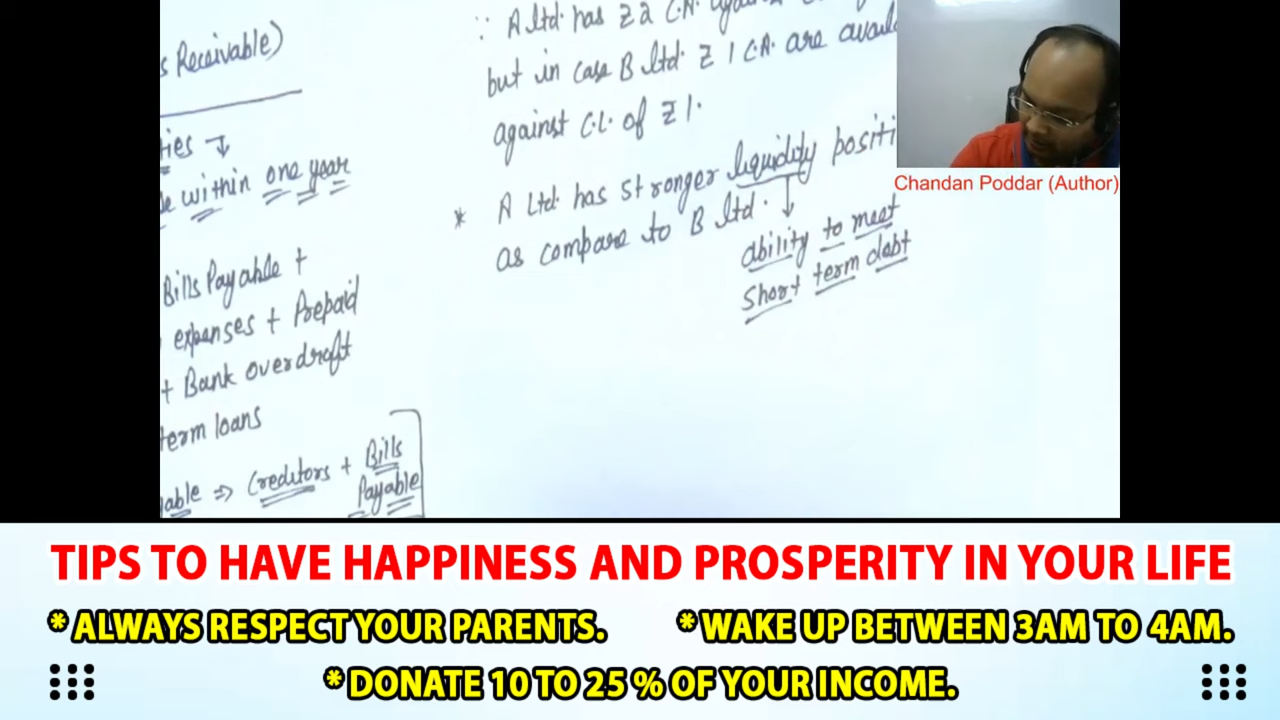 s Receivable)
ies ↓
within one year
Bills Payable +
expenses + Prepaid
+ Bank overdraft
term loans
able ⇒ Creditors + Bills
Payable
∵ A ltd. has ₹2 C.A. against
but in case B ltd. ₹1 C.A. are avail
against C.L. of ₹1.
* A Ltd. has stronger liquidity positi
as compare to B ltd.
ability to meet
short term debt
Chandan Poddar (Author)
TIPS TO HAVE HAPPINESS AND PROSPERITY IN YOUR LIFE
* ALWAYS RESPECT YOUR PARENTS. * WAKE UP BETWEEN 3AM TO 4AM.
* DONATE 10 TO 25 % OF YOUR INCOME.